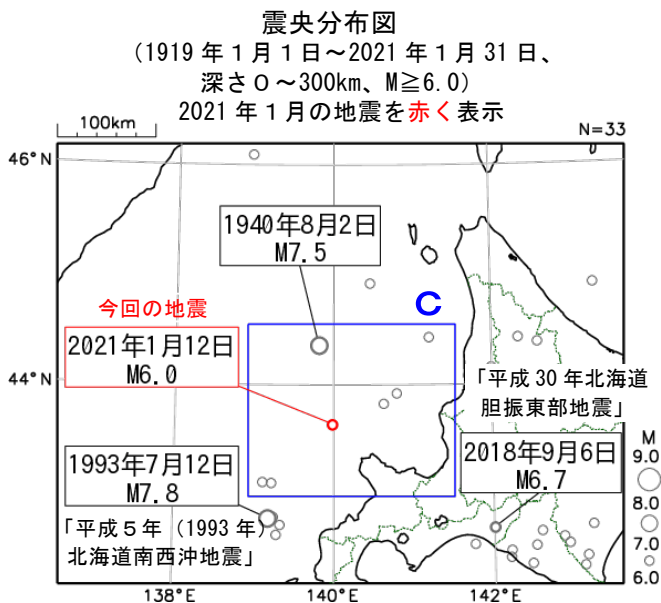 震央分布図
（1919年１月１日～2021年１月31日、
深さ０～300km、M≧6.0）
2021年１月の地震を赤く表示
100km
N=33
46°N
1940年8月2日
M7.5
今回の地震
C
2021年1月12日
M6.0
44°N
「平成30年北海道
胆振東部地震」
1993年7月12日
M7.8
2018年9月6日
M6.7
「平成５年（1993年）
北海道南西沖地震」
M
9.0
8.0
7.0
6.0
138°E
140°E
142°E